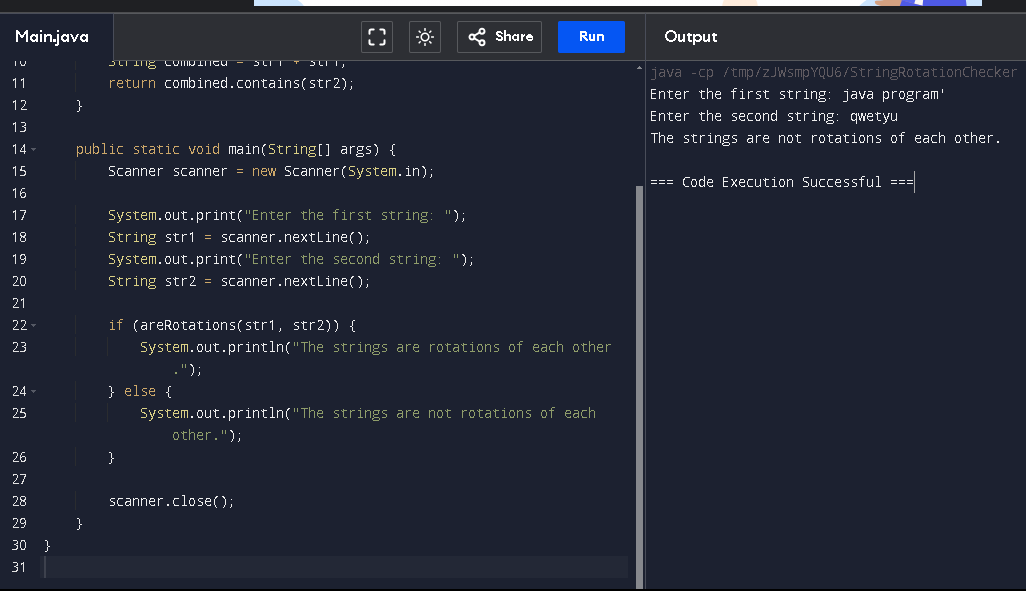 Main.java
Share
Run
Output
10 String combined = str1 + str1;
11 return combined.contains(str2);
12 }
13
14 public static void main(String[] args) {
15 Scanner scanner = new Scanner(System.in);
16
17 System.out.print("Enter the first string: ");
18 String str1 = scanner.nextLine();
19 System.out.print("Enter the second string: ");
20 String str2 = scanner.nextLine();
21
22 if (areRotations(str1, str2)) {
23 System.out.println("The strings are rotations of each other
.");
24 } else {
25 System.out.println("The strings are not rotations of each
other.");
26 }
27
28 scanner.close();
29 }
30 }
31
java -cp /tmp/zJWsmpYQU6/StringRotationChecker
Enter the first string: java program'
Enter the second string: qwetyu
The strings are not rotations of each other.
=== Code Execution Successful ===